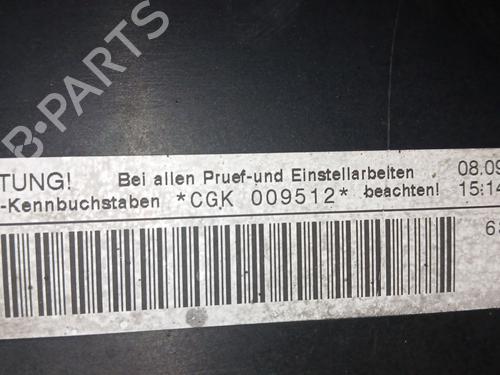 B-PARTS
TUNG! Bei allen Pruef-und Einstellarbeiten 08.09
-Kennbuchstaben *CGK 009512* beachten! 15:14